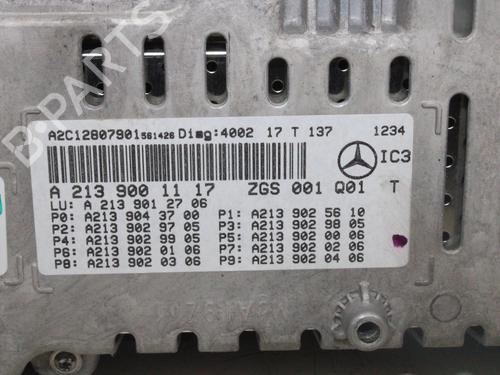 B-PARTS
A2C12807901 561426 Diag:4002 17 T 137 1234
IC3
A 213 900 11 17 ZGS 001 Q01 T
LU: A 213 901 27 06
P0: A213 904 37 00 P1: A213 902 56 10
P2: A213 902 97 05 P3: A213 902 98 05
P4: A213 902 99 05 P5: A213 902 00 06
P6: A213 902 01 06 P7: A213 902 02 06
P8: A213 902 03 06 P9: A213 902 04 06